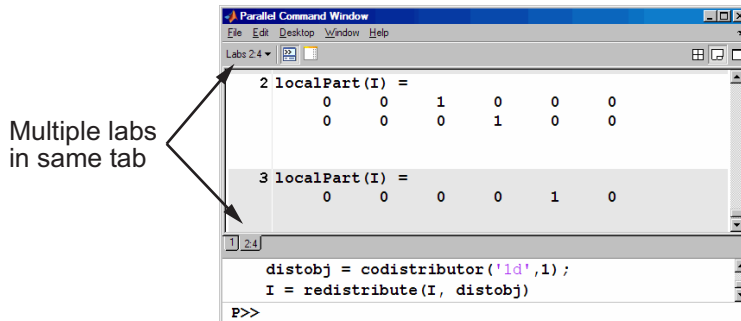 Parallel Command Window
File Edit Desktop Window Help
Labs 2:4
2 localPart(I) =
0 0 1 0 0 0
0 0 0 1 0 0
Multiple labs
in same tab
3 localPart(I) =
0 0 0 0 1 0
1 2:4
distobj = codistributor('1d',1);
I = redistribute(I, distobj)
P>>